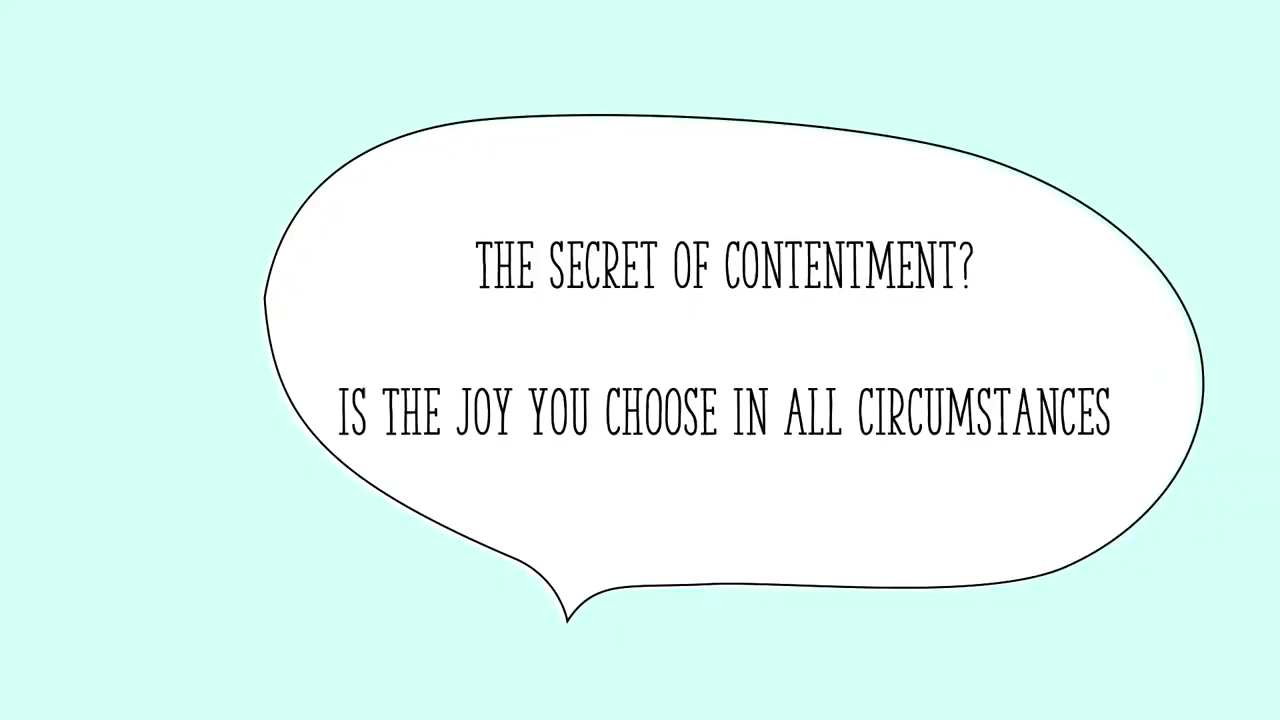 THE SECRET OF CONTENTMENT?
IS THE JOY YOU CHOOSE IN ALL CIRCUMSTANCES